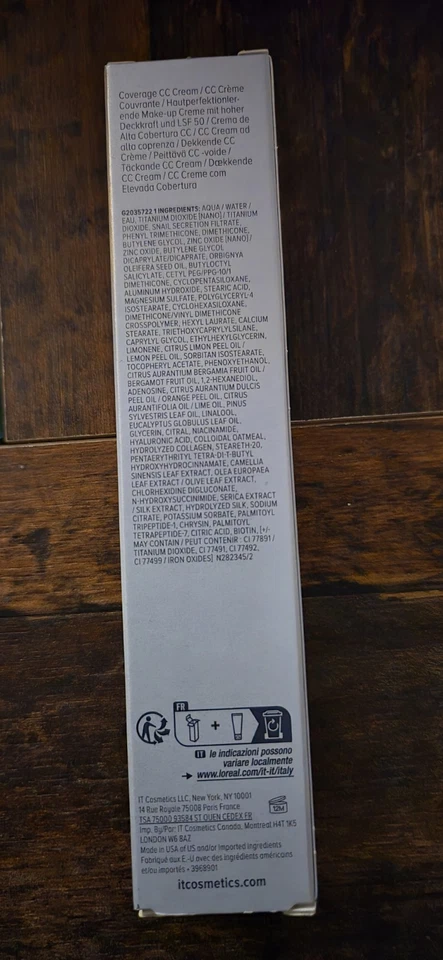 Coverage CC Cream / CC Crème
Couvrante / Hautperfektionier-
ende Make-up Creme mit hoher
Deckkraft und LSF 50 / Crema de
Alta Cobertura CC / CC Cream ad
alta coprenza / Dekkende CC
Crème / Peittävä CC -voide /
Täckande CC Cream / Dækkende
CC Cream / CC Creme com
Elevada Cobertura
G2035722 1 INGREDIENTS: AQUA / WATER /
EAU, TITANIUM DIOXIDE [NANO] / TITANIUM
DIOXIDE, SNAIL SECRETION FILTRATE,
PHENYL TRIMETHICONE, DIMETHICONE,
BUTYLENE GLYCOL, ZINC OXIDE [NANO] /
ZINC OXIDE, BUTYLENE GLYCOL
DICAPRYLATE/DICAPRATE, ORBIGNYA
OLEIFERA SEED OIL, BUTYLOCTYL
SALICYLATE, CETYL PEG/PPG-10/1
DIMETHICONE, CYCLOPENTASILOXANE,
ALUMINUM HYDROXIDE, STEARIC ACID,
MAGNESIUM SULFATE, POLYGLYCERYL-4
ISOSTEARATE, CYCLOHEXASILOXANE,
DIMETHICONE/VINYL DIMETHICONE
CROSSPOLYMER, HEXYL LAURATE, CALCIUM
STEARATE, TRIETHOXYCAPRYLYLSILANE,
CAPRYLYL GLYCOL, ETHYLHEXYLGLYCERIN,
LIMONENE, CITRUS LIMON PEEL OIL /
LEMON PEEL OIL, SORBITAN ISOSTEARATE,
TOCOPHERYL ACETATE, PHENOXYETHANOL,
CITRUS AURANTIUM BERGAMIA FRUIT OIL /
BERGAMOT FRUIT OIL, 1,2-HEXANEDIOL,
ADENOSINE, CITRUS AURANTIUM DULCIS
PEEL OIL / ORANGE PEEL OIL, CITRUS
AURANTIFOLIA OIL / LIME OIL, PINUS
SYLVESTRIS LEAF OIL, LINALOOL,
EUCALYPTUS GLOBULUS LEAF OIL,
GLYCERIN, CITRAL, NIACINAMIDE,
HYALURONIC ACID, COLLOIDAL OATMEAL,
HYDROLYZED COLLAGEN, STEARETH-20,
PENTAERYTHRITYL TETRA-DI-T-BUTYL
HYDROXYHYDROCINNAMATE, CAMELLIA
SINENSIS LEAF EXTRACT, OLEA EUROPAEA
LEAF EXTRACT / OLIVE LEAF EXTRACT,
CHLORHEXIDINE DIGLUCONATE,
N-HYDROXYSUCCINIMIDE, SERICA EXTRACT
/ SILK EXTRACT, HYDROLYZED SILK, SODIUM
CITRATE, POTASSIUM SORBATE, PALMITOYL
TRIPEPTIDE-1, CHRYSIN, PALMITOYL
TETRAPEPTIDE-7, CITRIC ACID, BIOTIN, [+/-
MAY CONTAIN / PEUT CONTENIR : CI 77891 /
TITANIUM DIOXIDE, CI 77491, CI 77492,
CI 77499 / IRON OXIDES] N282345/2
FR
+
IT le indicazioni possono
variare localmente
→ www.loreal.com/it-it/italy
IT Cosmetics LLC, New York, NY 10001
14 Rue Royale 75008 Paris France
TSA 75000 93584 ST OUEN CEDEX FR
Imp. By/Par: IT Cosmetics Canada, Montreal H4T 1K5
LONDON W6 8AZ
12M
Made in USA of US and/or imported ingredients
Fabriqué aux É.-U avec des ingrédients américains
et/ou importés • 3968901
itcosmetics.com